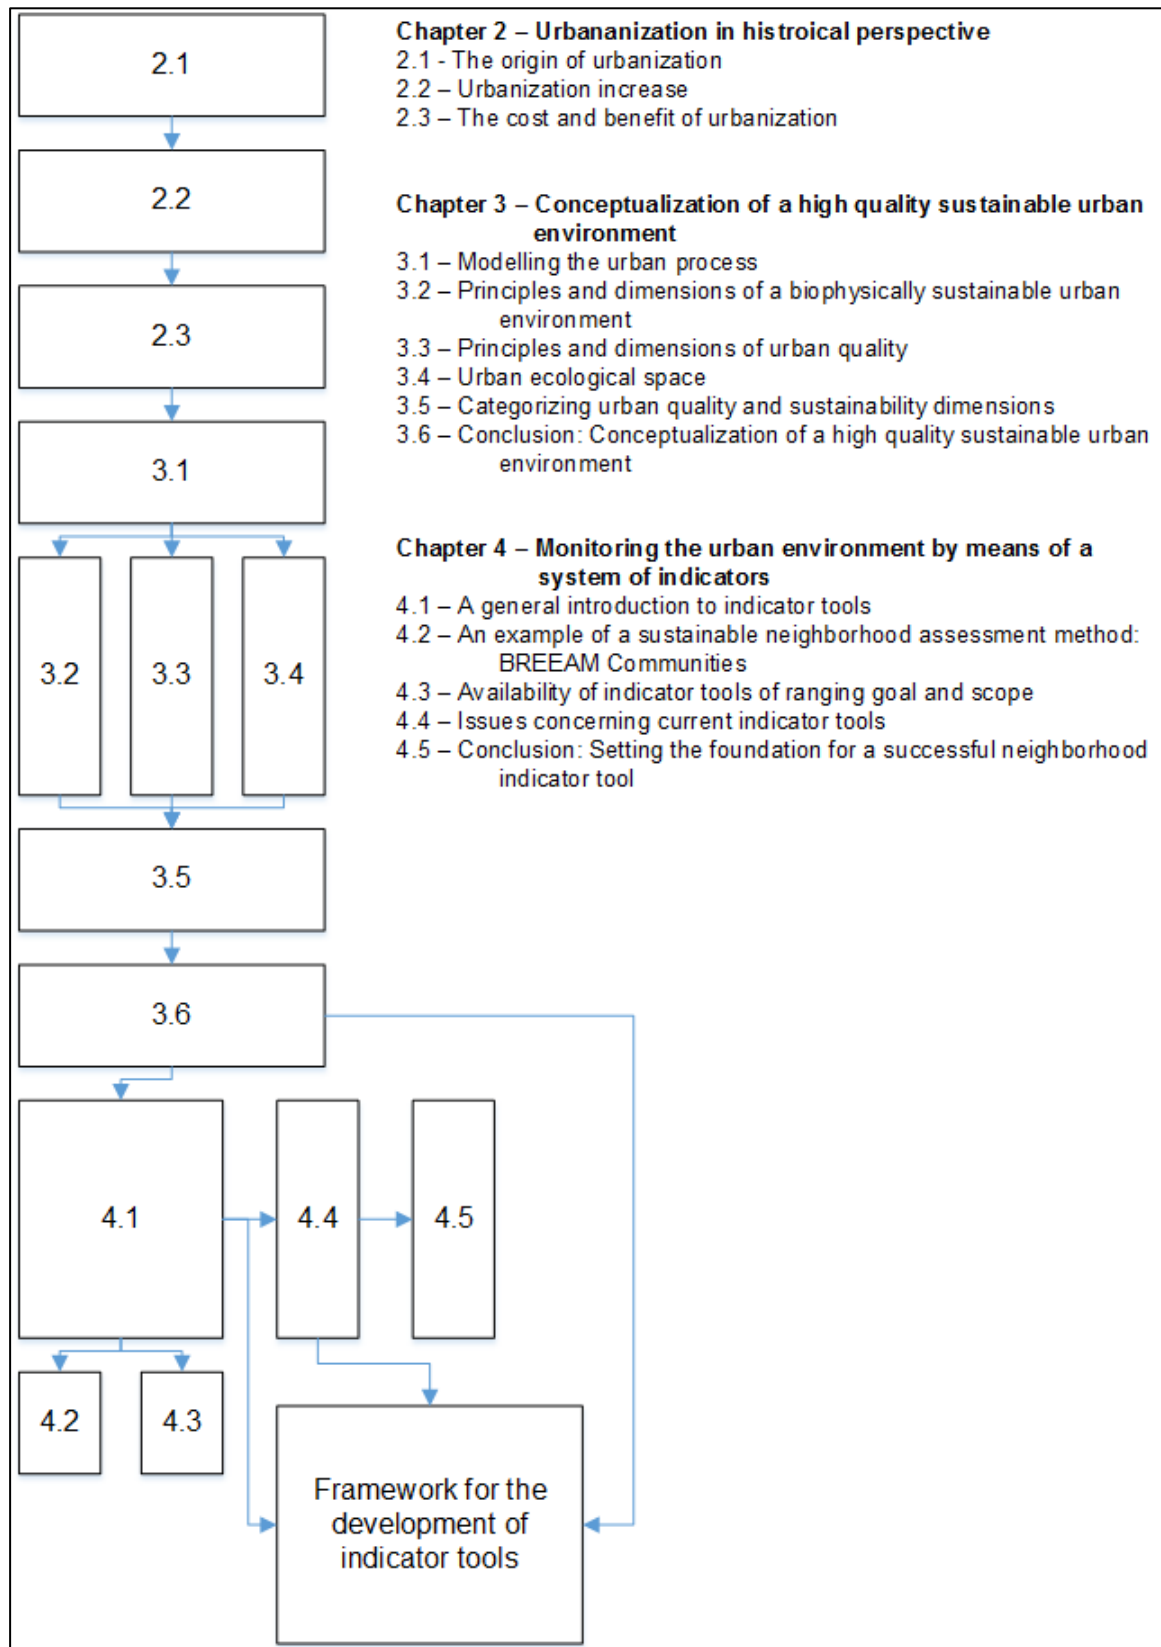 2.1
2.2
2.3
3.1
3.2
3.3
3.4
3.5
3.6
4.1
4.4
4.5
4.2
4.3
Framework for the
development of
indicator tools
Chapter 2 – Urbananization in histroical perspective
2.1 - The origin of urbanization
2.2 – Urbanization increase
2.3 – The cost and benefit of urbanization
Chapter 3 – Conceptualization of a high quality sustainable urban
environment
3.1 – Modelling the urban process
3.2 – Principles and dimensions of a biophysically sustainable urban
environment
3.3 – Principles and dimensions of urban quality
3.4 – Urban ecological space
3.5 – Categorizing urban quality and sustainability dimensions
3.6 – Conclusion: Conceptualization of a high quality sustainable urban
environment
Chapter 4 – Monitoring the urban environment by means of a
system of indicators
4.1 – A general introduction to indicator tools
4.2 – An example of a sustainable neighborhood assessment method:
BREEAM Communities
4.3 – Availability of indicator tools of ranging goal and scope
4.4 – Issues concerning current indicator tools
4.5 – Conclusion: Setting the foundation for a successful neighborhood
indicator tool